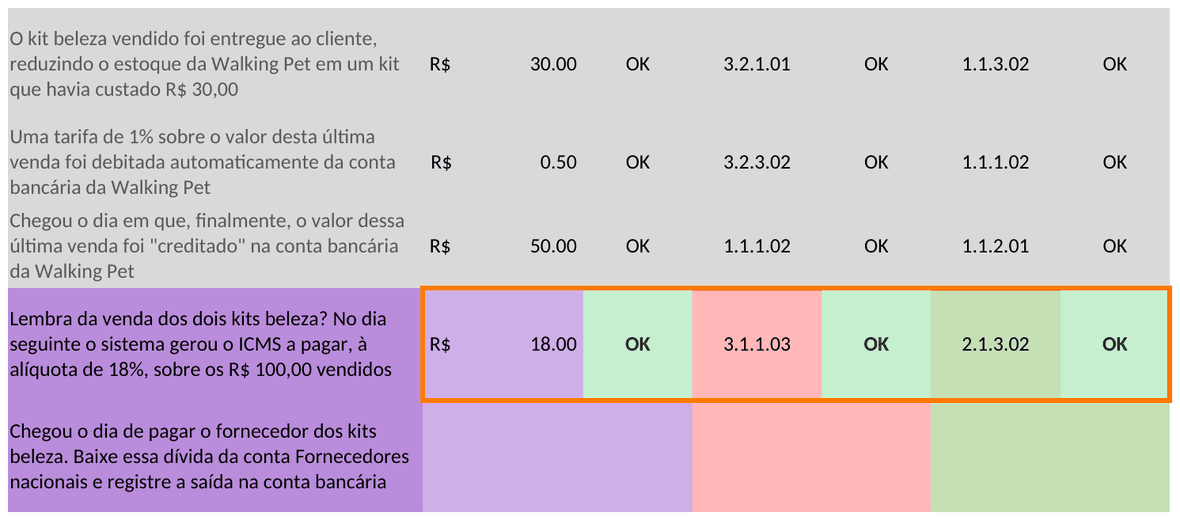 O kit beleza vendido foi entregue ao cliente,
reduzindo o estoque da Walking Pet em um kit
que havia custado R$ 30,00
R$ 30.00 OK 3.2.1.01 OK 1.1.3.02 OK
Uma tarifa de 1% sobre o valor desta última
venda foi debitada automaticamente da conta
bancária da Walking Pet
R$ 0.50 OK 3.2.3.02 OK 1.1.1.02 OK
Chegou o dia em que, finalmente, o valor dessa
última venda foi "creditado" na conta bancária
da Walking Pet
R$ 50.00 OK 1.1.1.02 OK 1.1.2.01 OK
Lembra da venda dos dois kits beleza? No dia
seguinte o sistema gerou o ICMS a pagar, à
alíquota de 18%, sobre os R$ 100,00 vendidos
R$ 18.00 OK 3.1.1.03 OK 2.1.3.02 OK
Chegou o dia de pagar o fornecedor dos kits
beleza. Baixe essa dívida da conta Fornecedores
nacionais e registre a saída na conta bancária